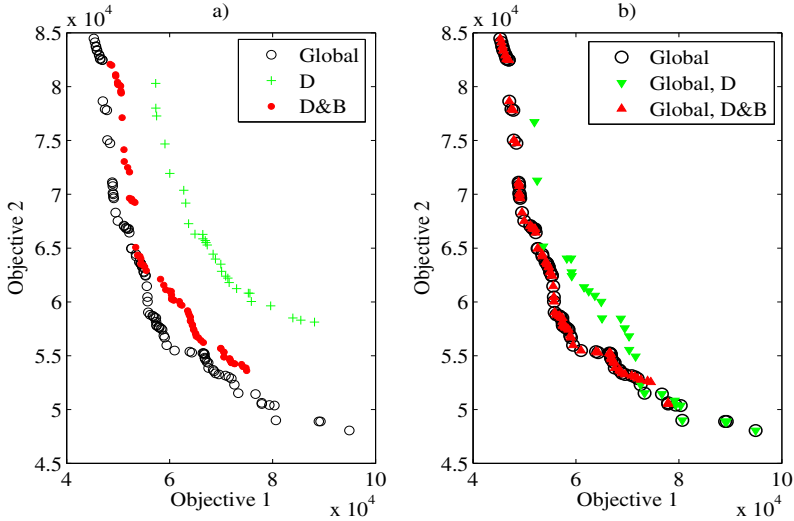 a)
x 10^4
8.5
8
7.5
7
6.5
6
5.5
5
4.5
Objective 2
Global
D
D&B
4
6
8
10
Objective 1
x 10^4
b)
x 10^4
8.5
8
7.5
7
6.5
6
5.5
5
4.5
Objective 2
Global
Global, D
Global, D&B
4
6
8
10
Objective 1
x 10^4